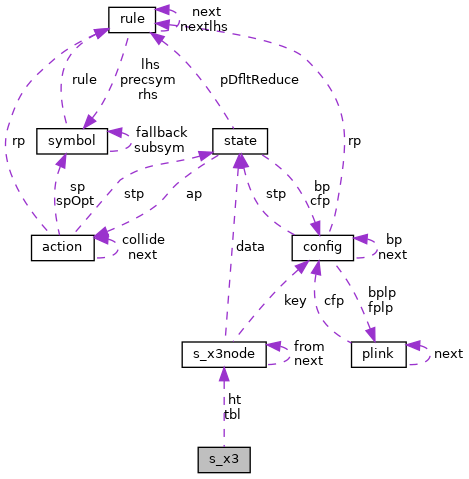 rule
next
nextlhs
lhs
precsym
rhs
rule
pDfltReduce
rp
rp
symbol
fallback
subsym
state
sp
spOpt
stp
ap
stp
bp
cfp
action
collide
next
data
config
bp
next
key
cfp
bplp
fplp
s_x3node
from
next
plink
next
ht
tbl
s_x3